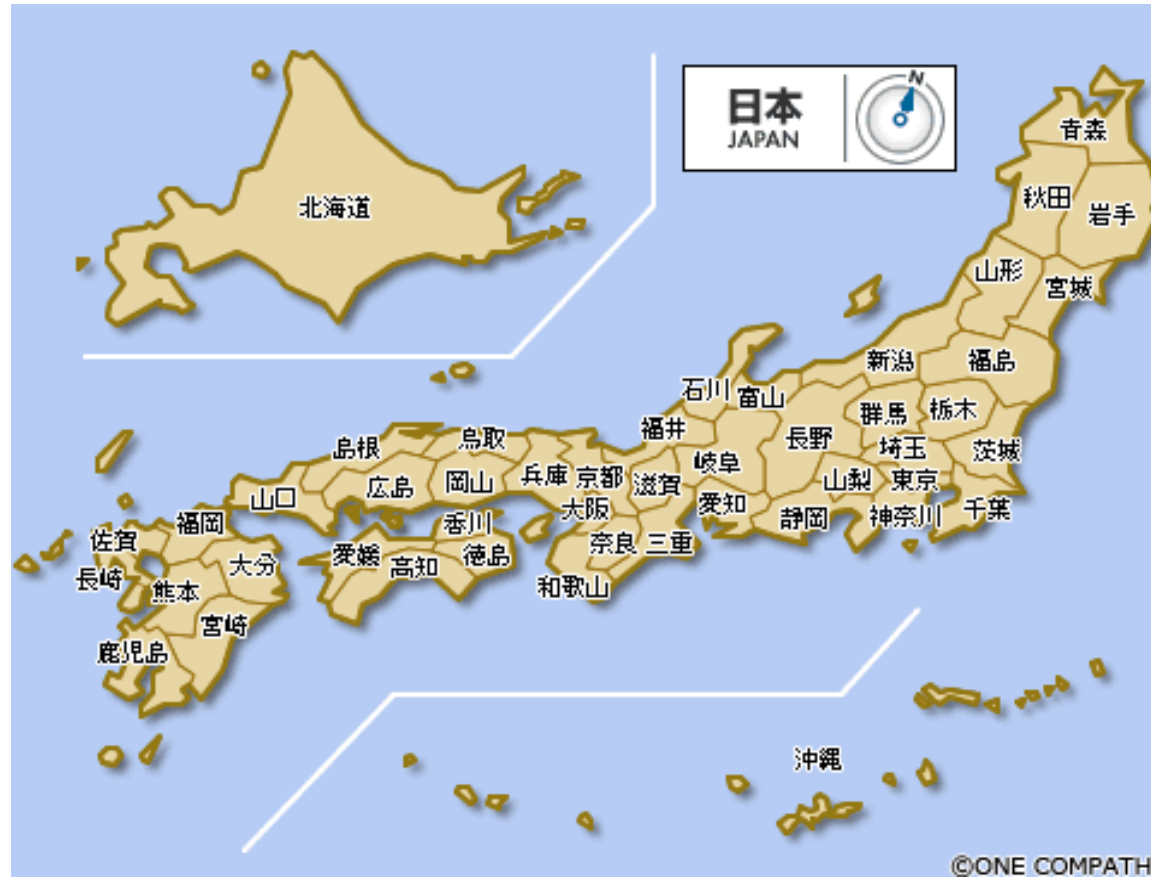 日本
JAPAN
N
北海道
青森
秋田
岩手
山形
宮城
新潟
福島
石川
富山
群馬
栃木
福井
長野
埼玉
茨城
岐阜
山梨
東京
島根
鳥取
兵庫
京都
滋賀
愛知
静岡
神奈川
千葉
山口
広島
岡山
大阪
奈良
三重
和歌山
香川
愛媛
高知
徳島
福岡
佐賀
長崎
大分
熊本
宮崎
鹿児島
沖縄
©ONE COMPATH